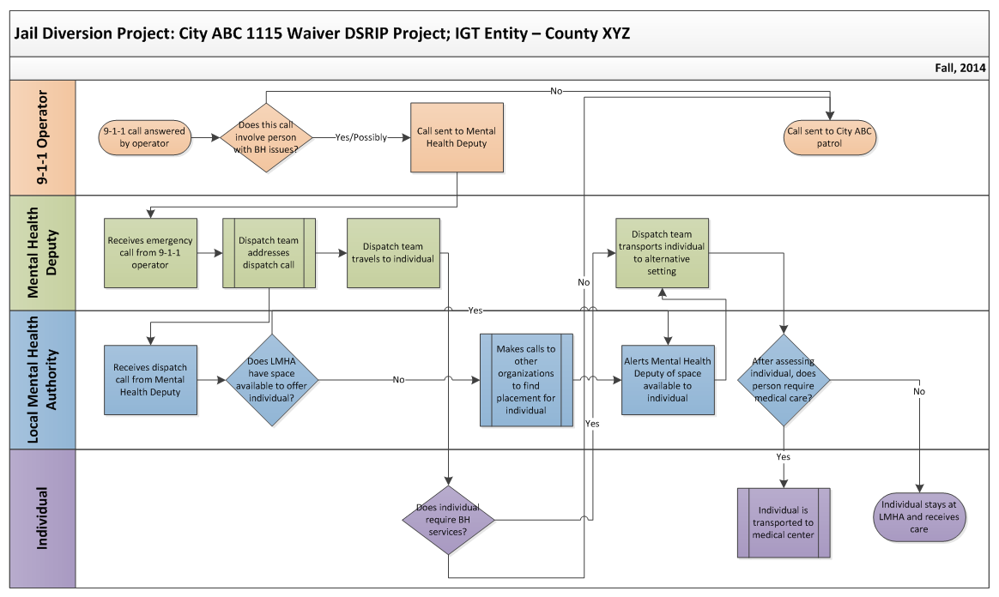 Jail Diversion Project: City ABC 1115 Waiver DSRIP Project; IGT Entity – County XYZ
Fall, 2014
9-1-1 Operator
9-1-1 call answered
by operator
Does this call
involve person
with BH issues?
No
Yes/Possibly
Call sent to Mental
Health Deputy
Call sent to City ABC
patrol
Mental Health
Deputy
Receives emergency
call from 9-1-1
operator
Dispatch team
addresses
dispatch call
Dispatch team
travels to individual
No
Dispatch team
transports individual
to alternative
setting
Local Mental Health
Authority
Receives dispatch
call from Mental
Health Deputy
Does LMHA
have space
available to offer
individual?
Yes
No
Makes calls to
other
organizations
to find
placement for
individual
Yes
Alerts Mental Health
Deputy of space
available to
individual
After assessing
individual, does
person require
medical care?
No
Yes
Individual
Does individual
require BH
services?
Individual is
transported to
medical center
Individual stays at
LMHA and receives
care